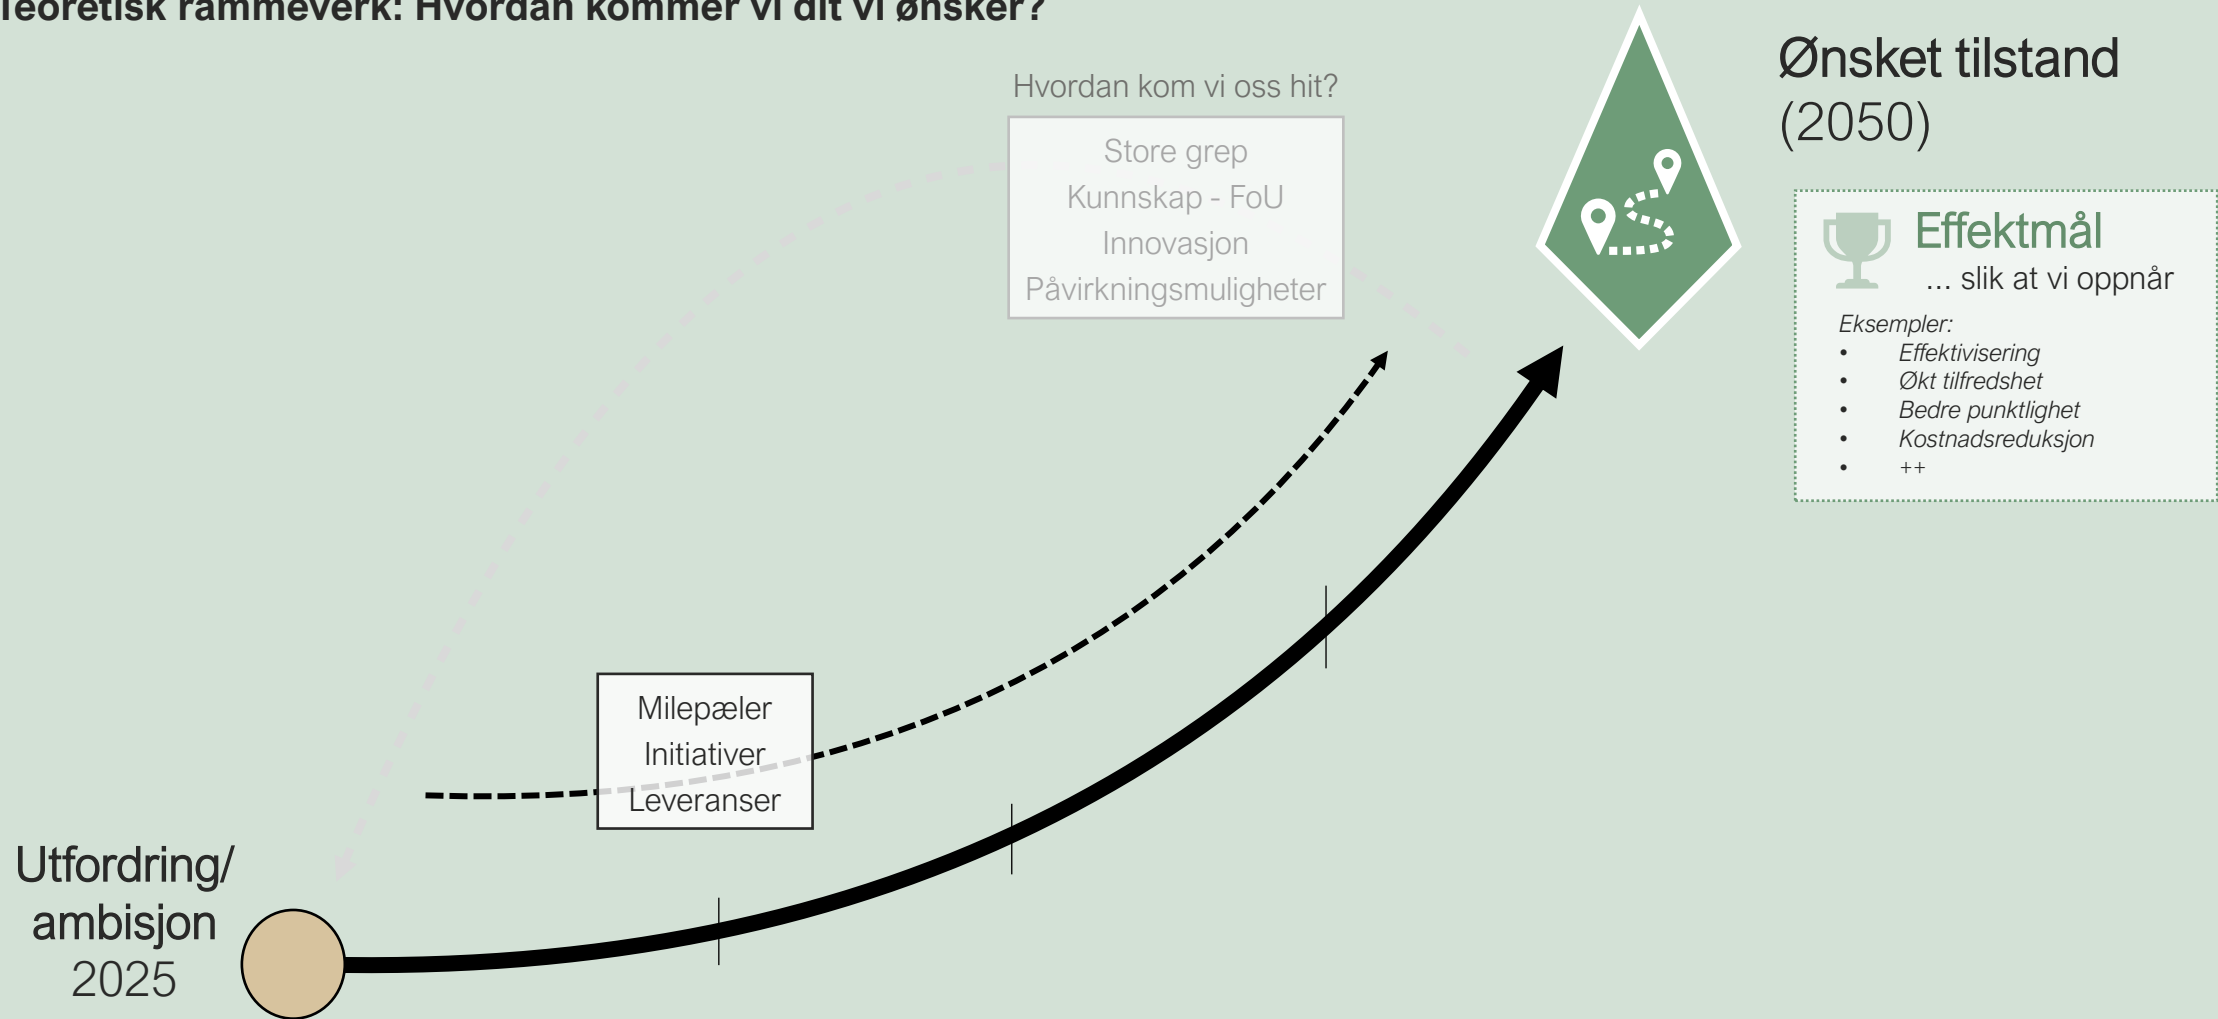 Teoretisk rammeverk: Hvordan kommer vi dit vi ønsker?
Hvordan kom vi oss hit?
Store grep
Kunnskap - FoU
Innovasjon
Påvirkningsmuligheter
Ønsket tilstand
(2050)
Effektmål
... slik at vi oppnår
Eksempler:
• Effektivisering
• Økt tilfredshet
• Bedre punktlighet
• Kostnadsreduksjon
• ++
Milepæler
Initiativer
Leveranser
Utfordring/
ambisjon
2025